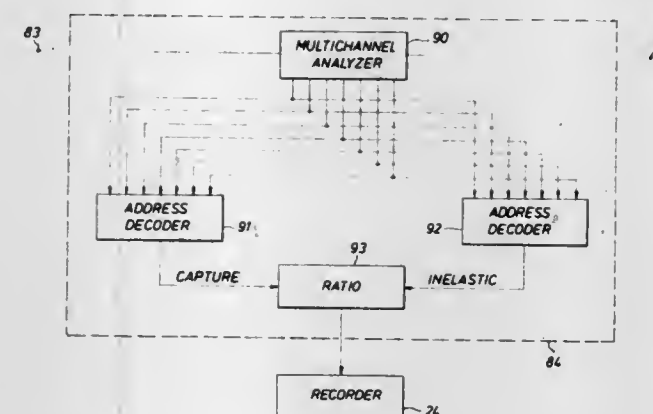 83
MULTICHANNEL
ANALYZER
90
ADDRESS
DECODER
91
92
ADDRESS
DECODER
93
CAPTURE
RATIO
INELASTIC
84
RECORDER
24